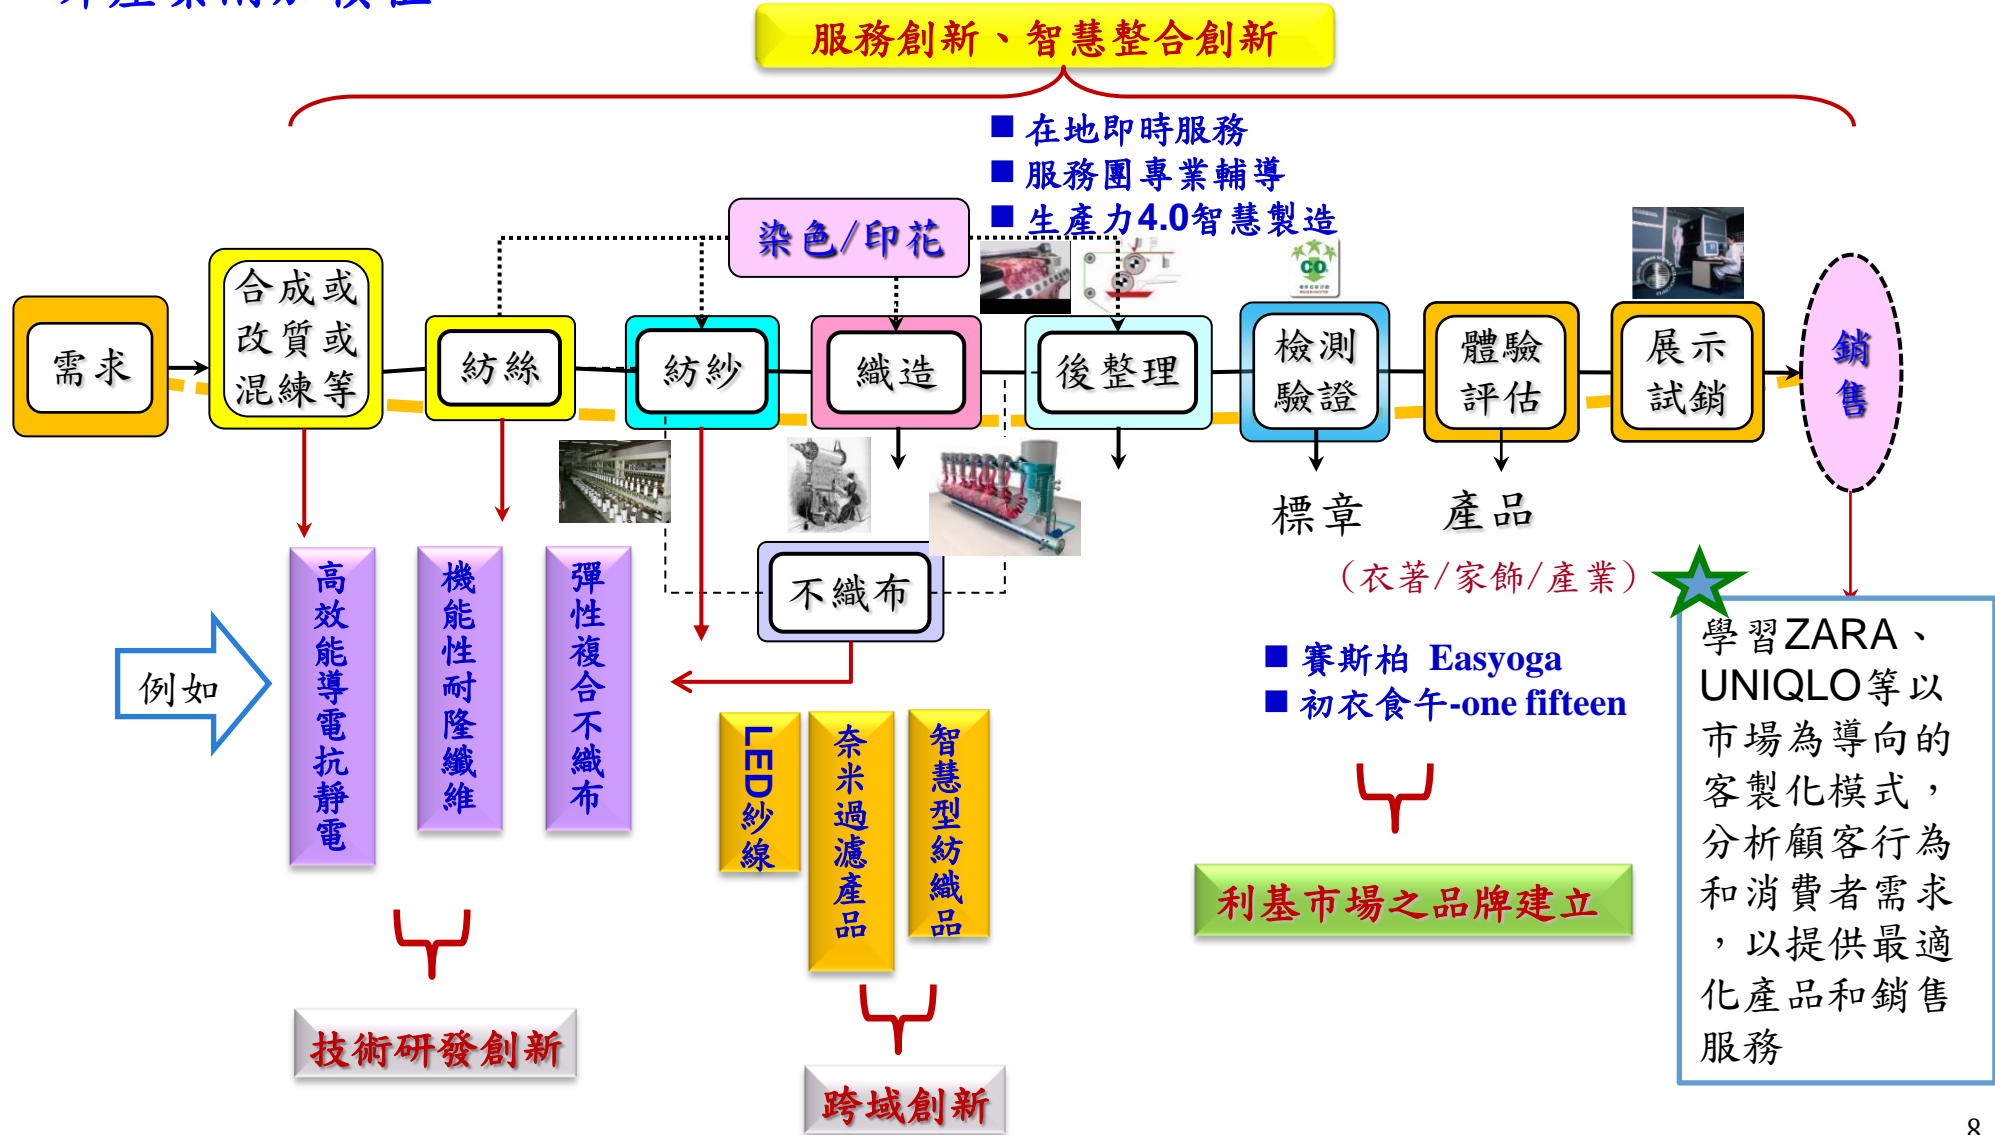 服務創新、智慧整合創新
■ 在地即時服務
■ 服務團專業輔導
■ 生產力4.0智慧製造
染色/印花
需求
合成或
改質或
混練等
紡絲
紡紗
織造
後整理
檢測
驗證
體驗
評估
展示
試銷
銷
售
不織布
標章
產品
（衣著/家飾/產業）
例如
高效能導電抗靜電
機能性耐隆纖維
彈性複合不織布
LED紗線
奈米過濾產品
智慧型紡織品
■ 賽斯柏 Easyoga
■ 初衣食午-one fifteen
利基市場之品牌建立
技術研發創新
跨域創新
學習ZARA、
UNIQLO等以
市場為導向的
客製化模式，
分析顧客行為
和消費者需求
，以提供最適
化產品和銷售
服務
8